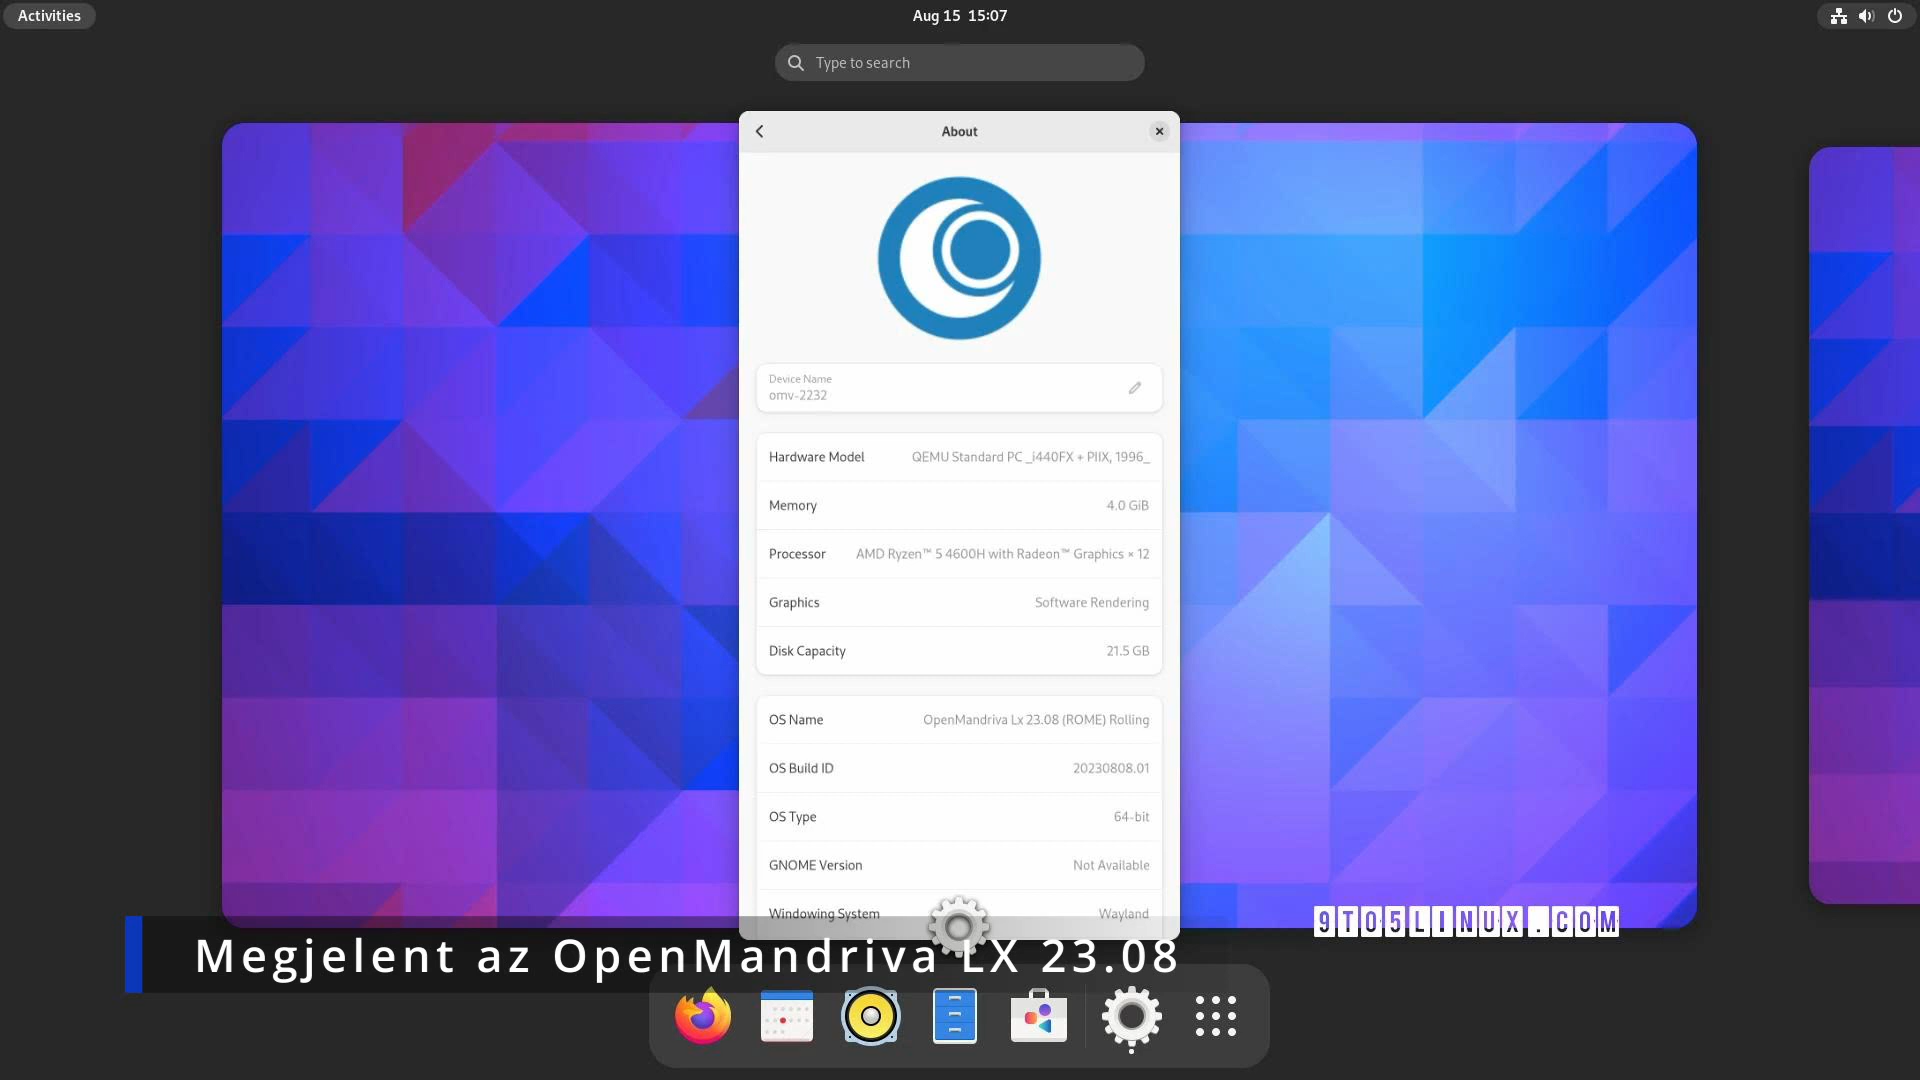 Activities
Aug 15 15:07
Type to search
About
Device Name
omv-2232
Hardware Model QEMU Standard PC _i440FX + PIIX, 1996_
Memory 4.0 GiB
Processor AMD Ryzen™ 5 4600H with Radeon™ Graphics × 12
Graphics Software Rendering
Disk Capacity 21.5 GB
OS Name OpenMandriva Lx 23.08 (ROME) Rolling
OS Build ID 20230808.01
OS Type 64-bit
GNOME Version Not Available
Windowing System Wayland
9TO5LINUX.COM
Megjelent az OpenMandriva LX 23.08